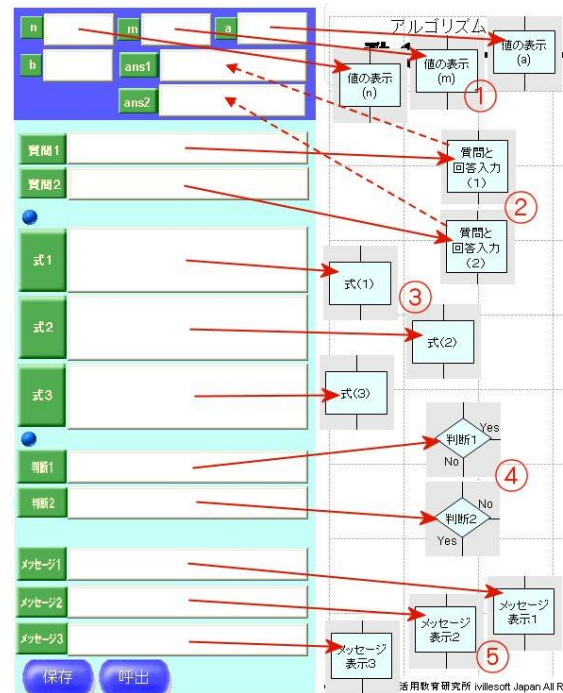 アルゴリズム
n
m
a
b
ans1
ans2
値の表示
(n)
値の表示
(m)
値の表示
(a)
①
質問1
質問2
質問と
回答入力
(1)
②
質問と
回答入力
(2)
式1
式(1)
③
式2
式(2)
式3
式(3)
判断1
判断1
Yes
No
④
判断2
判断2
No
Yes
メッセージ1
メッセージ
表示1
メッセージ2
メッセージ
表示2
⑤
メッセージ3
メッセージ
表示3
保存
呼出
活用教育研究所 ivillesoft Japan All R